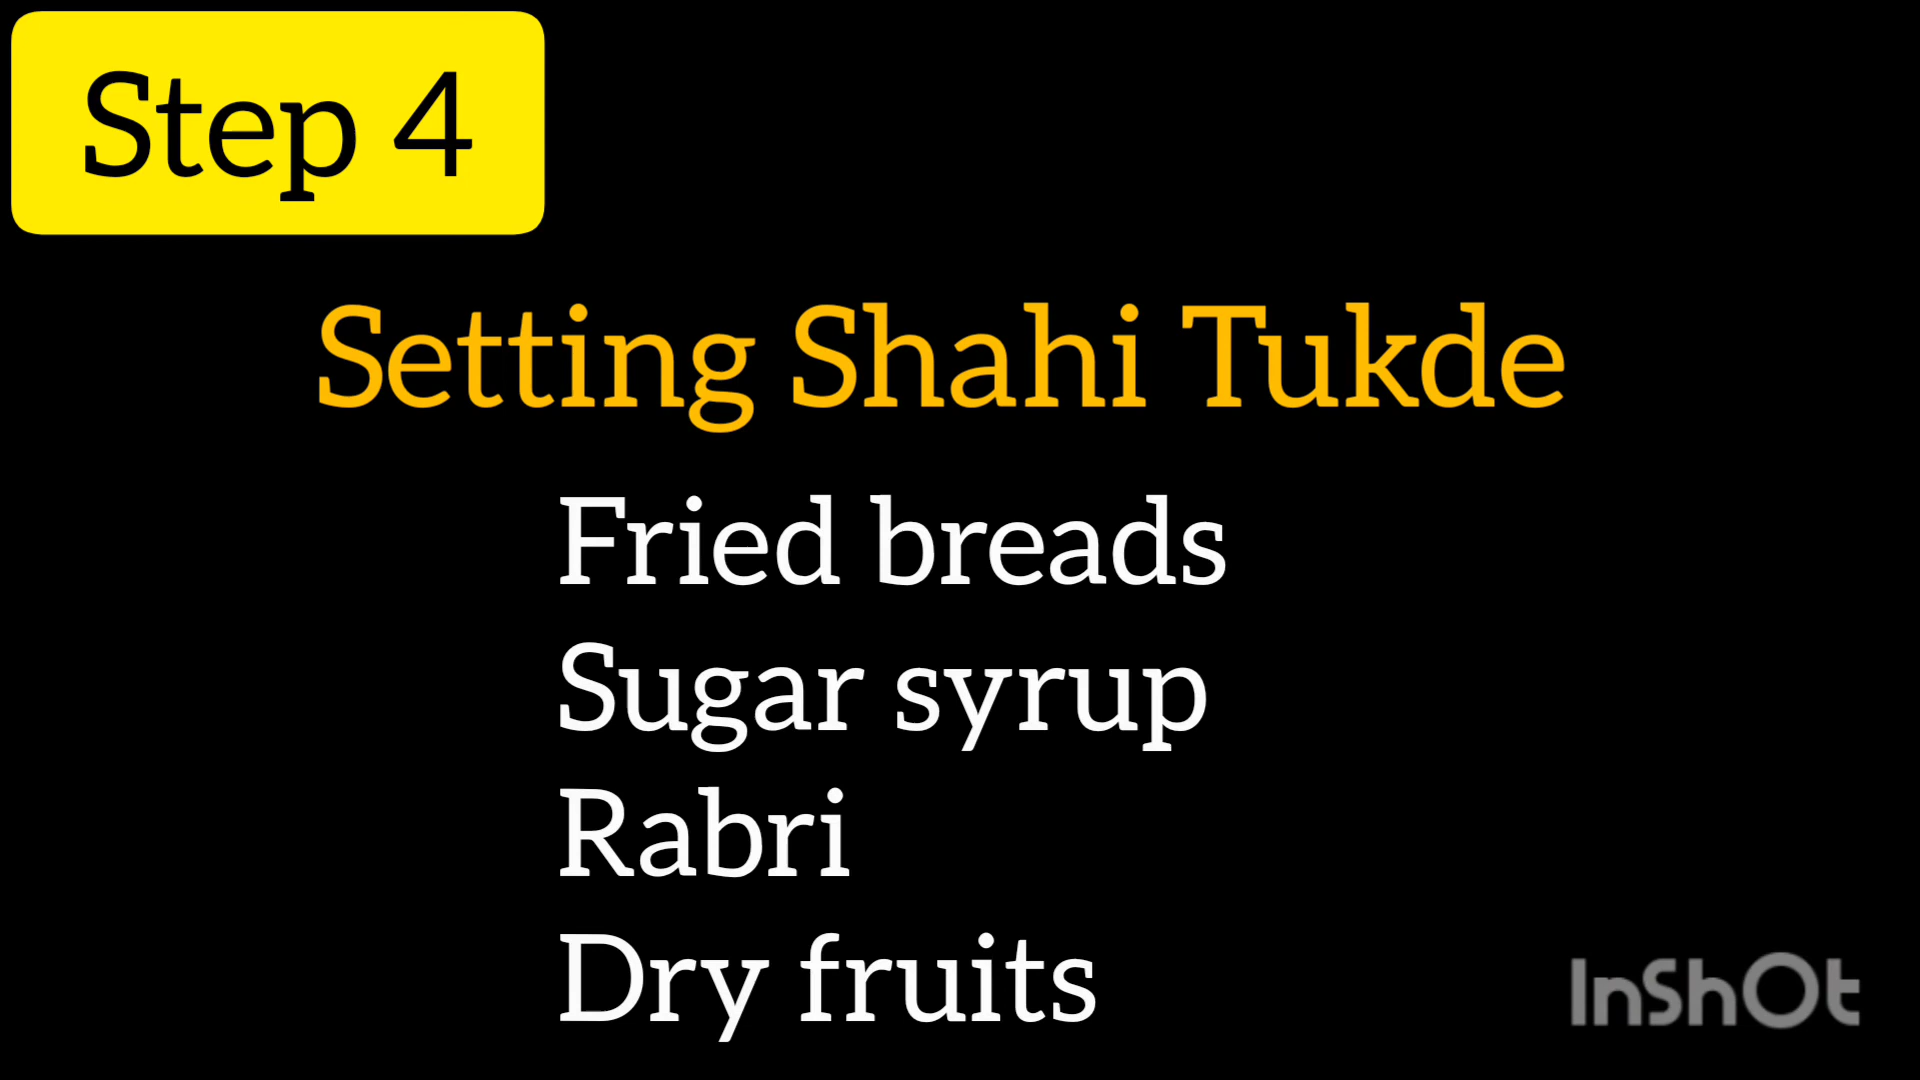 Step 4
Setting Shahi Tukde
Fried breads
Sugar syrup
Rabri
Dry fruits
InShOt